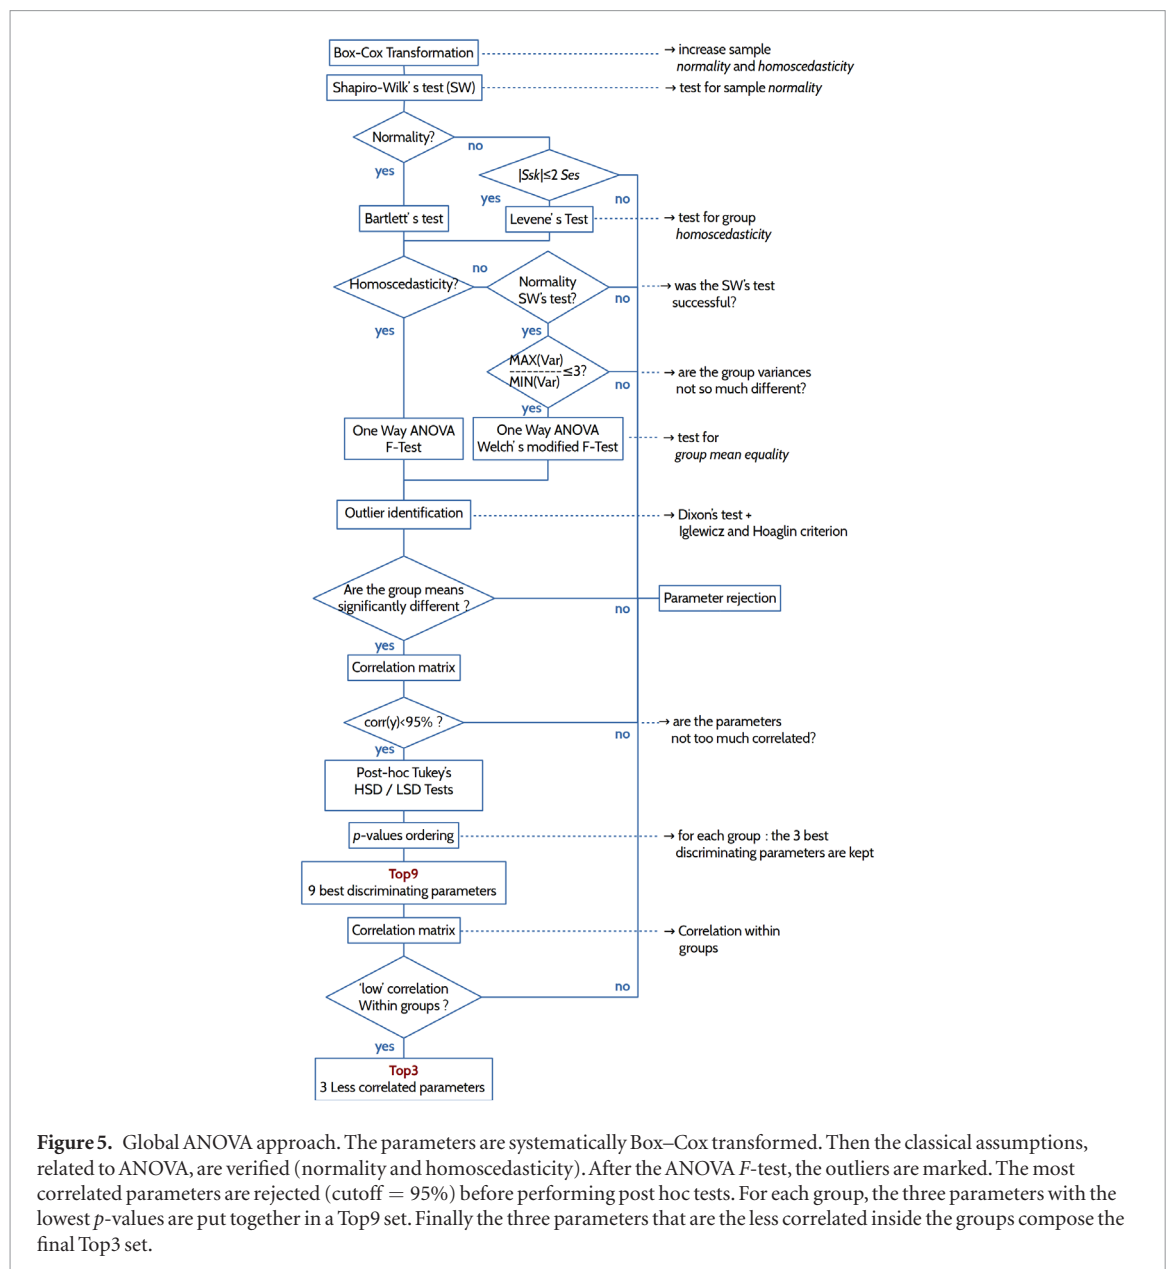 Box-Cox Transformation
→ increase sample
normality and homoscedasticity
Shapiro-Wilk's test (SW)
→ test for sample normality
Normality?
no
yes
|Ssk|≤2 Ses
yes
no
Bartlett's test
Levene's Test
→ test for group
homoscedasticity
Homoscedasticity?
no
Normality
SW's test?
no
→ was the SW's test
successful?
yes
yes
MAX(Var)
MIN(Var)
≤3?
no
→ are the group variances
not so much different?
yes
One Way ANOVA
F-Test
One Way ANOVA
Welch's modified F-Test
→ test for
group mean equality
Outlier identification
→ Dixon's test +
Iglewicz and Hoaglin criterion
Are the group means
significantly different ?
no
Parameter rejection
yes
Correlation matrix
corr(y)<95% ?
no
→ are the parameters
not too much correlated?
yes
Post-hoc Tukey's
HSD / LSD Tests
p-values ordering
→ for each group : the 3 best
discriminating parameters are kept
Top9
9 best discriminating parameters
Correlation matrix
→ Correlation within
groups
'low' correlation
Within groups ?
no
yes
Top3
3 Less correlated parameters
Figure 5. Global ANOVA approach. The parameters are systematically Box–Cox transformed. Then the classical assumptions,
related to ANOVA, are verified (normality and homoscedasticity). After the ANOVA F-test, the outliers are marked. The most
correlated parameters are rejected (cutoff = 95%) before performing post hoc tests. For each group, the three parameters with the
lowest p-values are put together in a Top9 set. Finally the three parameters that are the less correlated inside the groups compose the
final Top3 set.